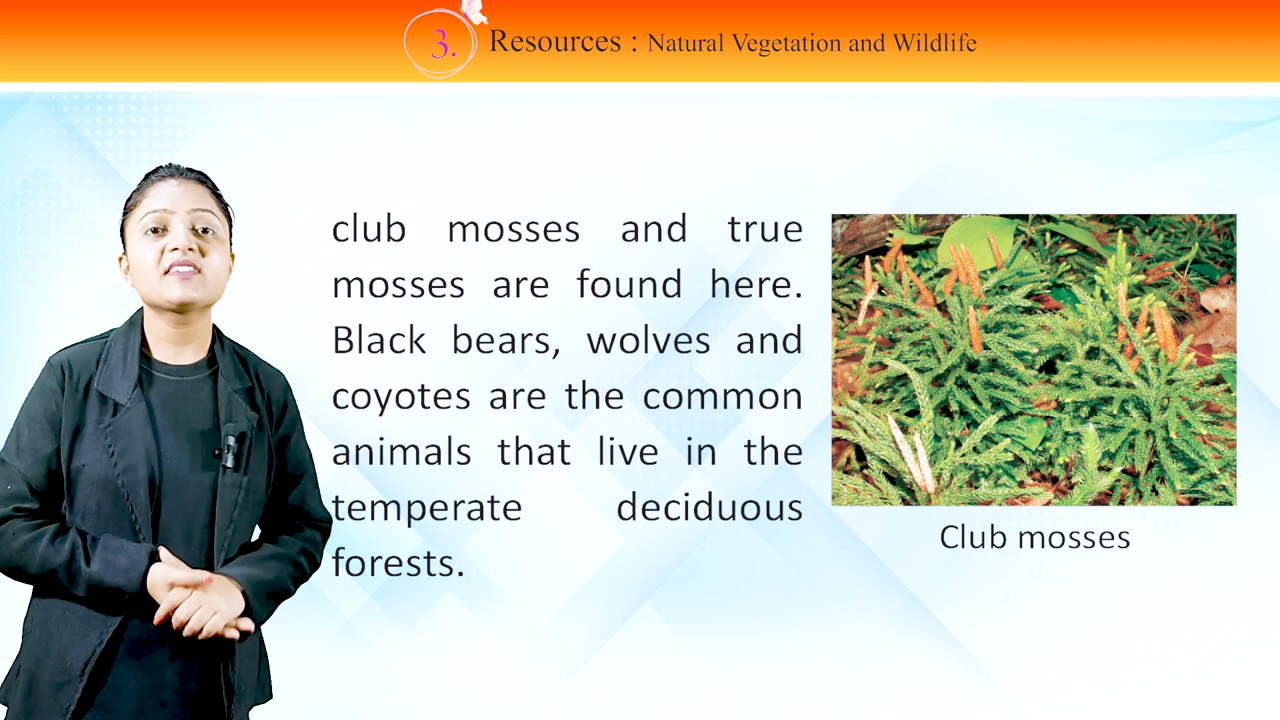 3. Resources : Natural Vegetation and Wildlife
club mosses and true
mosses are found here.
Black bears, wolves and
coyotes are the common
animals that live in the
temperate deciduous
forests.
Club mosses